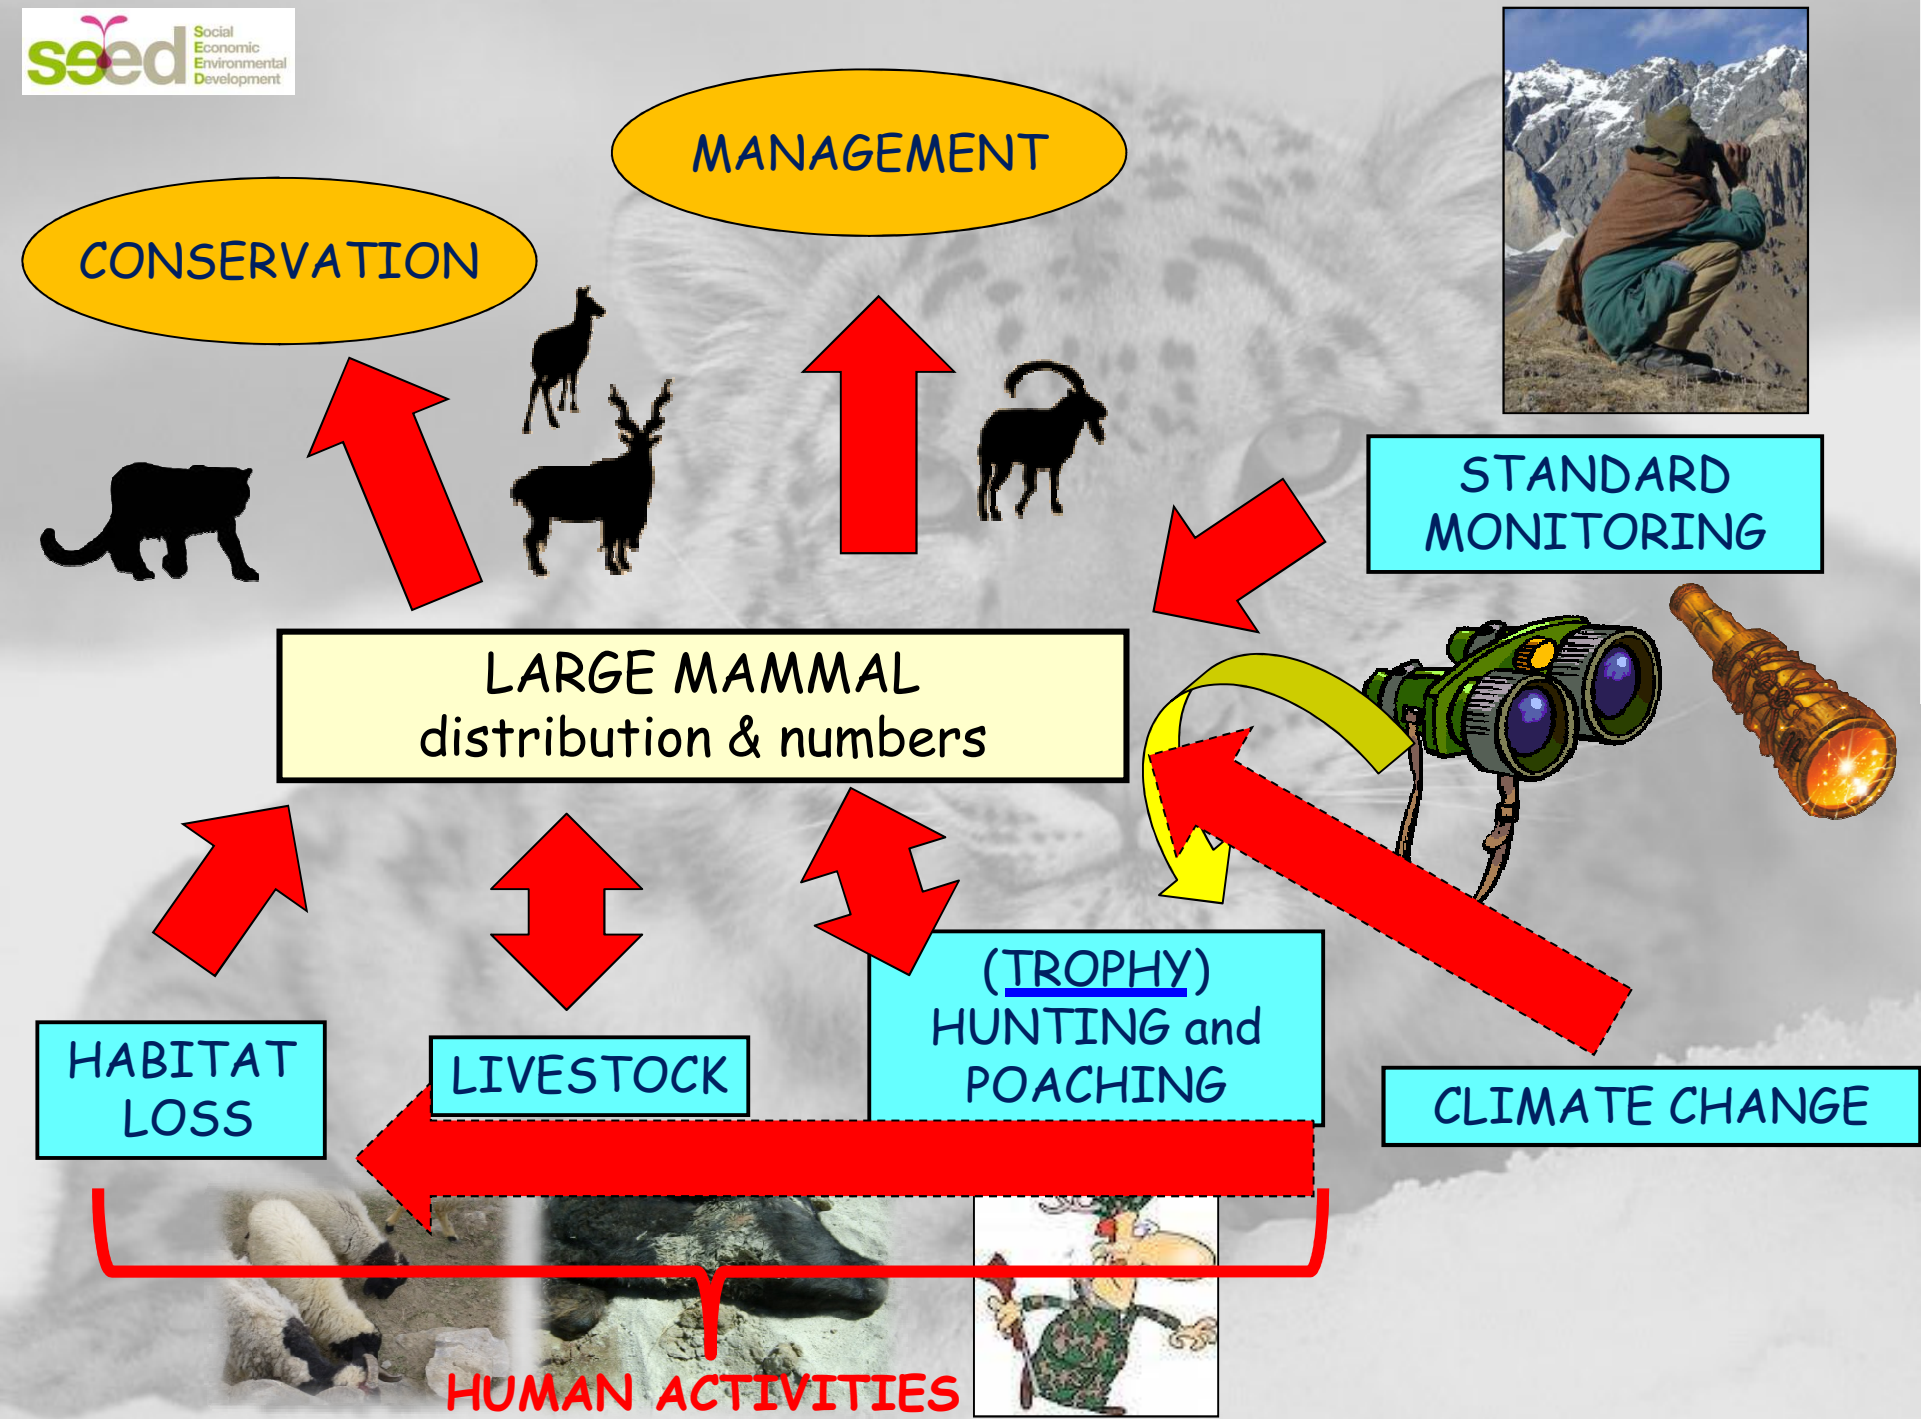 seed
Social
Economic
Environmental
Development
MANAGEMENT
CONSERVATION
STANDARD
MONITORING
LARGE MAMMAL
distribution & numbers
(TROPHY)
HUNTING and
POACHING
HABITAT
LOSS
LIVESTOCK
CLIMATE CHANGE
HUMAN ACTIVITIES